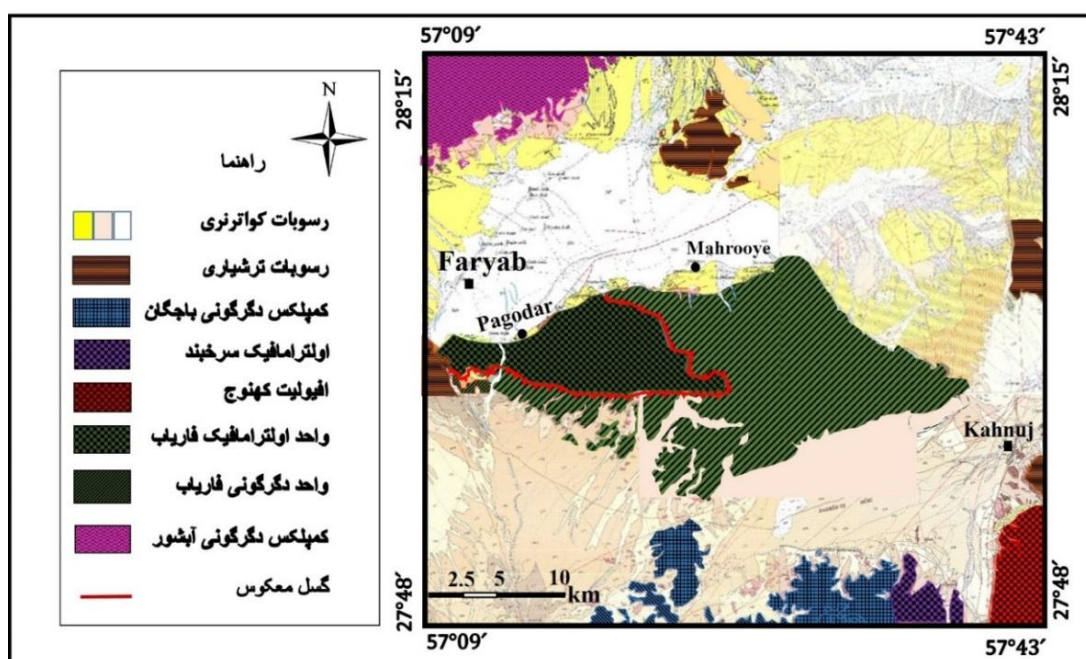 N
راهنما
رسوبات کواترنری
رسوبات ترشیاری
کمپلکس دگرگونی باجگان
اولترامافیک سرخبند
افیولیت کهنوج
واحد اولترامافیک فاریاب
واحد دگرگونی فاریاب
کمپلکس دگرگونی آبشور
گسل معکوس
57°09′
57°43′
28°15′
28°15′
Mahrooye
Faryab
Pagodar
Kahnuj
2.5 5 10
km
27°48′
27°48′
57°09′
57°43′